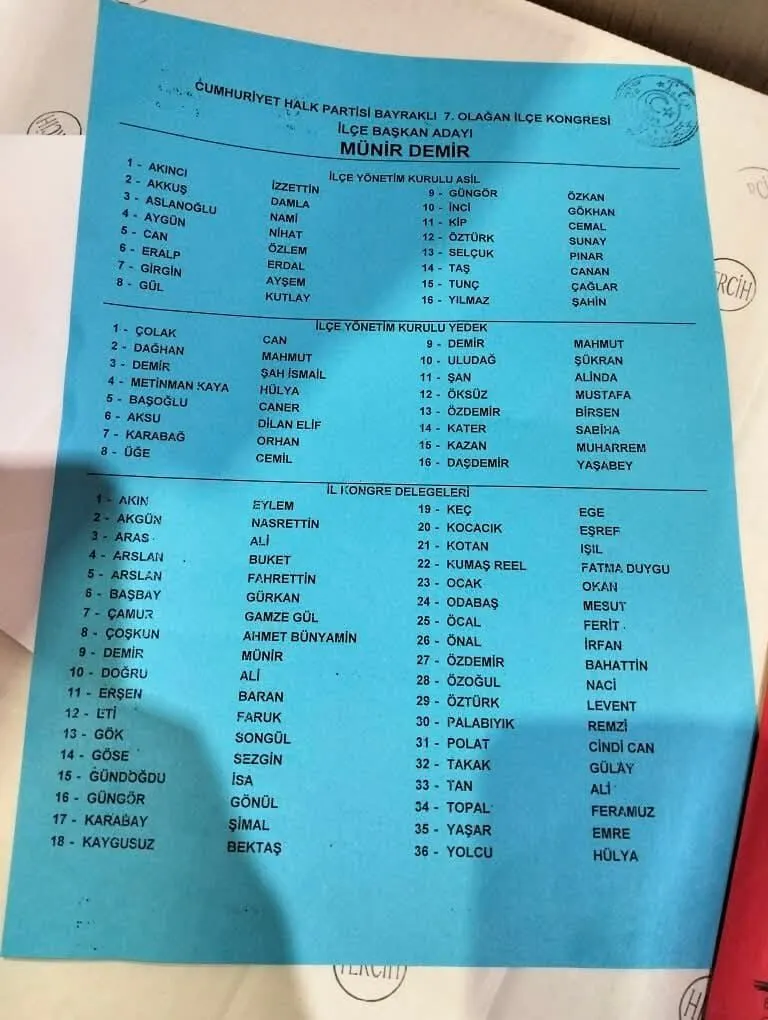 CUMHURİYET HALK PARTİSİ BAYRAKLI 7. OLAĞAN İLÇE KONGRESİ
İLÇE BAŞKAN ADAYI
MÜNİR DEMİR
İLÇE YÖNETİM KURULU ASİL
1 - AKINCI İZZETTİN
2 - AKKUŞ DAMLA
3 - ASLANOĞLU NAMİ
4 - AYGÜN NİHAT
5 - CAN ÖZLEM
6 - ERALP ERDAL
7 - GİRGİN AYŞEM
8 - GÜL KUTLAY
9 - GÜNGÖR ÖZKAN
10 - İNCİ GÖKHAN
11 - KİP CEMAL
12 - ÖZTÜRK SUNAY
13 - SELÇUK PINAR
14 - TAŞ CANAN
15 - TUNÇ ÇAĞLAR
16 - YILMAZ ŞAHİN
İLÇE YÖNETİM KURULU YEDEK
1 - ÇOLAK CAN
2 - DAĞHAN MAHMUT
3 - DEMİR ŞAH İSMAİL
4 - METİNMAN KAYA HÜLYA
5 - BAŞOĞLU CANER
6 - AKSU DİLAN ELİF
7 - KARABAĞ ORHAN
8 - ÜĞE CEMİL
9 - DEMİR MAHMUT
10 - ULUDAĞ ŞÜKRAN
11 - ŞAN ALİNDA
12 - ÖKSÜZ MUSTAFA
13 - ÖZDEMİR BİRSEN
14 - KATER SABİHA
15 - KAZAN MUHARREM
16 - DAŞDEMİR YAŞABEY
İL KONGRE DELEGELERİ
1 - AKIN EYLEM
2 - AKGÜN NASRETTİN
3 - ARAS ALİ
4 - ARSLAN BUKET
5 - ARSLAN FAHRETTİN
6 - BAŞBAY GÜRKAN
7 - ÇAMUR GAMZE GÜL
8 - ÇOŞKUN AHMET BÜNYAMİN
9 - DEMİR MÜNİR
10 - DOĞRU ALİ
11 - ERŞEN BARAN
12 - ETİ FARUK
13 - GÖK SONGÜL
14 - GÖSE SEZGİN
15 - GÜNDOĞDU İSA
16 - GÜNGÖR GÖNÜL
17 - KARABAY ŞİMAL
18 - KAYGUSUZ BEKTAŞ
19 - KEÇ EGE
20 - KOCACIK EŞREF
21 - KOTAN IŞIL
22 - KUMAŞ REEL FATMA DUYGU
23 - OCAK OKAN
24 - ODABAŞ MESUT
25 - ÖCAL FERİT
26 - ÖNAL İRFAN
27 - ÖZDEMİR BAHATTİN
28 - ÖZOĞUL NACİ
29 - ÖZTÜRK LEVENT
30 - PALABIYIK REMZİ
31 - POLAT CİNDİ CAN
32 - TAKAK GÜLAY
33 - TAN ALİ
34 - TOPAL FERAMUZ
35 - YAŞAR EMRE
36 - YOLCU HÜLYA
TERCİH